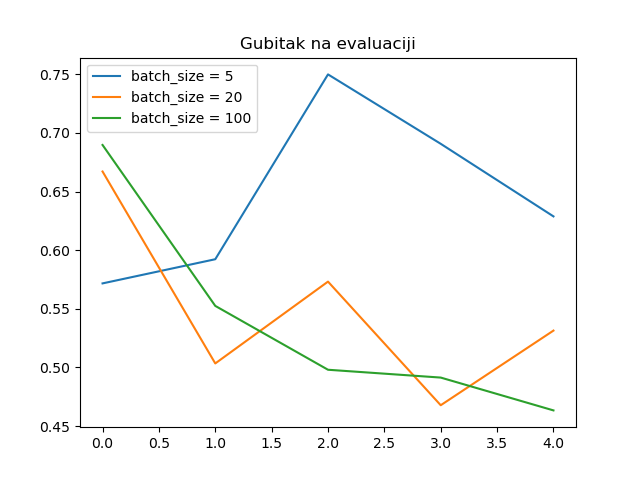 Gubitak na evaluaciji
batch_size = 5
batch_size = 20
batch_size = 100
0.75
0.70
0.65
0.60
0.55
0.50
0.45
0.0 0.5 1.0 1.5 2.0 2.5 3.0 3.5 4.0